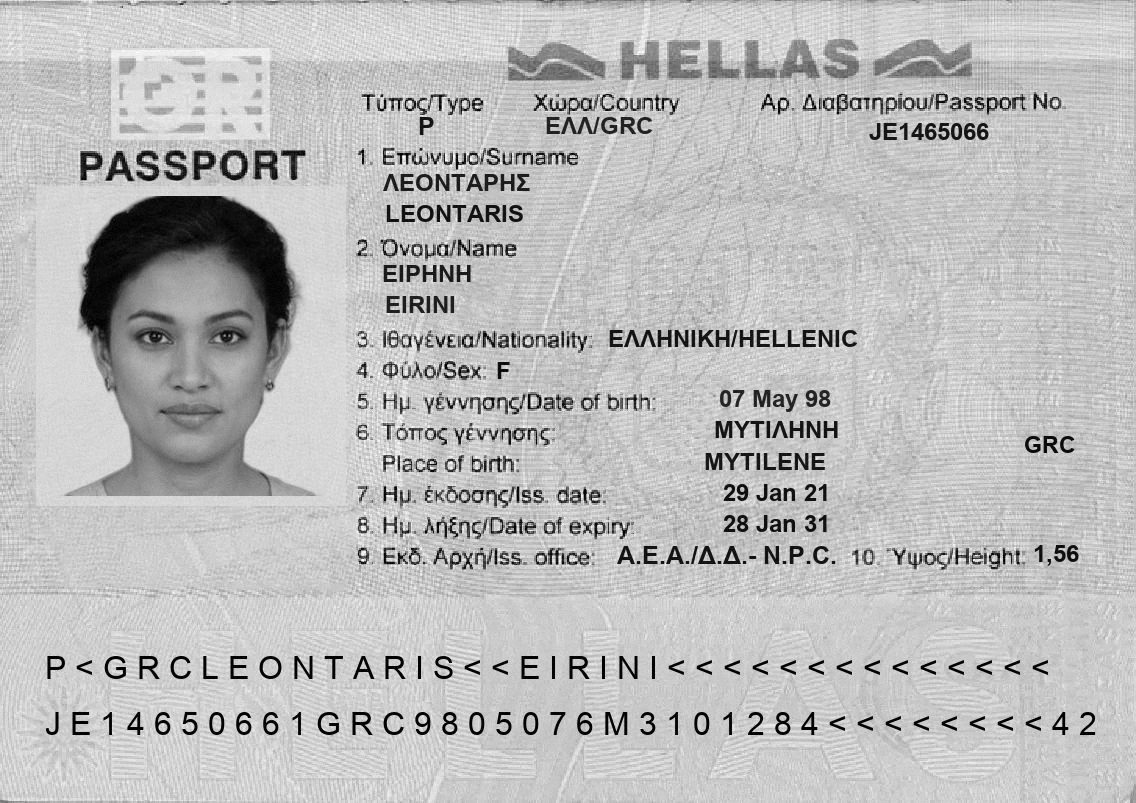 GR
HELLAS
PASSPORT
Τύπος/Type Χώρα/Country Αρ. Διαβατηρίου/Passport No.
P ΕΛΛ/GRC JE1465066
1. Επώνυμο/Surname
ΛΕΟΝΤΑΡΗΣ
LEONTARIS
2. Όνομα/Name
ΕΙΡΗΝΗ
EIRINI
3. Ιθαγένεια/Nationality: ΕΛΛΗΝΙΚΗ/HELLENIC
4. Φύλο/Sex: F
5. Ημ. γέννησης/Date of birth: 07 May 98
6. Τόπος γέννησης: ΜΥΤΙΛΗΝΗ
Place of birth: MYTILENE GRC
7. Ημ. έκδοσης/Iss. date: 29 Jan 21
8. Ημ. λήξης/Date of expiry: 28 Jan 31
9 Εκδ. Αρχή/Iss. office: Α.Ε.Α./Δ.Δ.- N.P.C. 10. Ύψος/Height: 1,56
HELLAS
P<GRCLEONTARIS<<EIRINI<<<<<<<<<<<<<<
JE14650661GRC9805076M3101284<<<<<<<<42